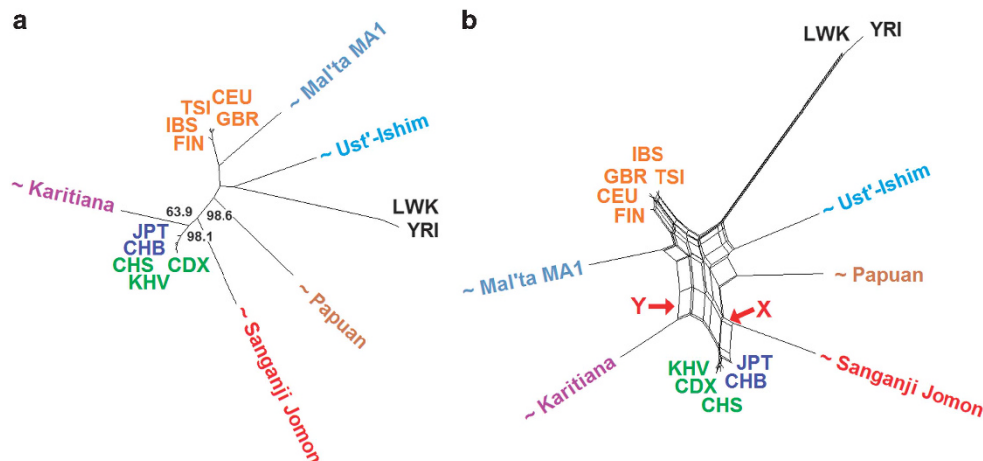 a
~ Mal'ta MA1
TSI CEU
IBS GBR
FIN
~ Ust'-Ishim
~ Karitiana
63.9 98.6
98.1
LWK
YRI
JPT
CHB
CHS CDX
KHV
~ Papuan
~ Sanganji Jomon
b
LWK YRI
IBS
GBR TSI
CEU
FIN
~ Ust'-Ishim
~ Mal'ta MA1
~ Papuan
Y
X
~ Karitiana
KHV JPT
CDX CHB
CHS
~ Sanganji Jomon